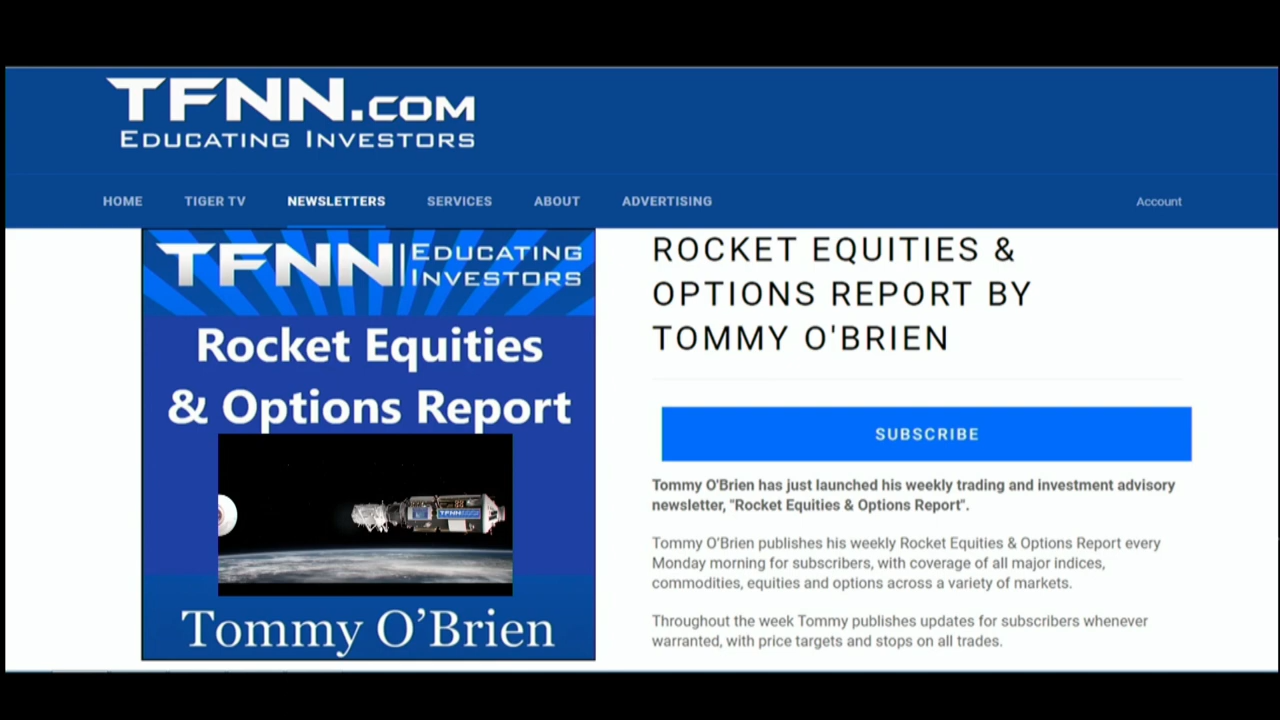 TFNN.COM
EDUCATING INVESTORS
HOME TIGER TV NEWSLETTERS SERVICES ABOUT ADVERTISING Account
TFNN | EDUCATING
INVESTORS
Rocket Equities
& Options Report
TFNN
Tommy O’Brien
ROCKET EQUITIES &
OPTIONS REPORT BY
TOMMY O'BRIEN
SUBSCRIBE
Tommy O'Brien has just launched his weekly trading and investment advisory
newsletter, "Rocket Equities & Options Report".
Tommy O’Brien publishes his weekly Rocket Equities & Options Report every
Monday morning for subscribers, with coverage of all major indices,
commodities, equities and options across a variety of markets.
Throughout the week Tommy publishes updates for subscribers whenever
warranted, with price targets and stops on all trades.